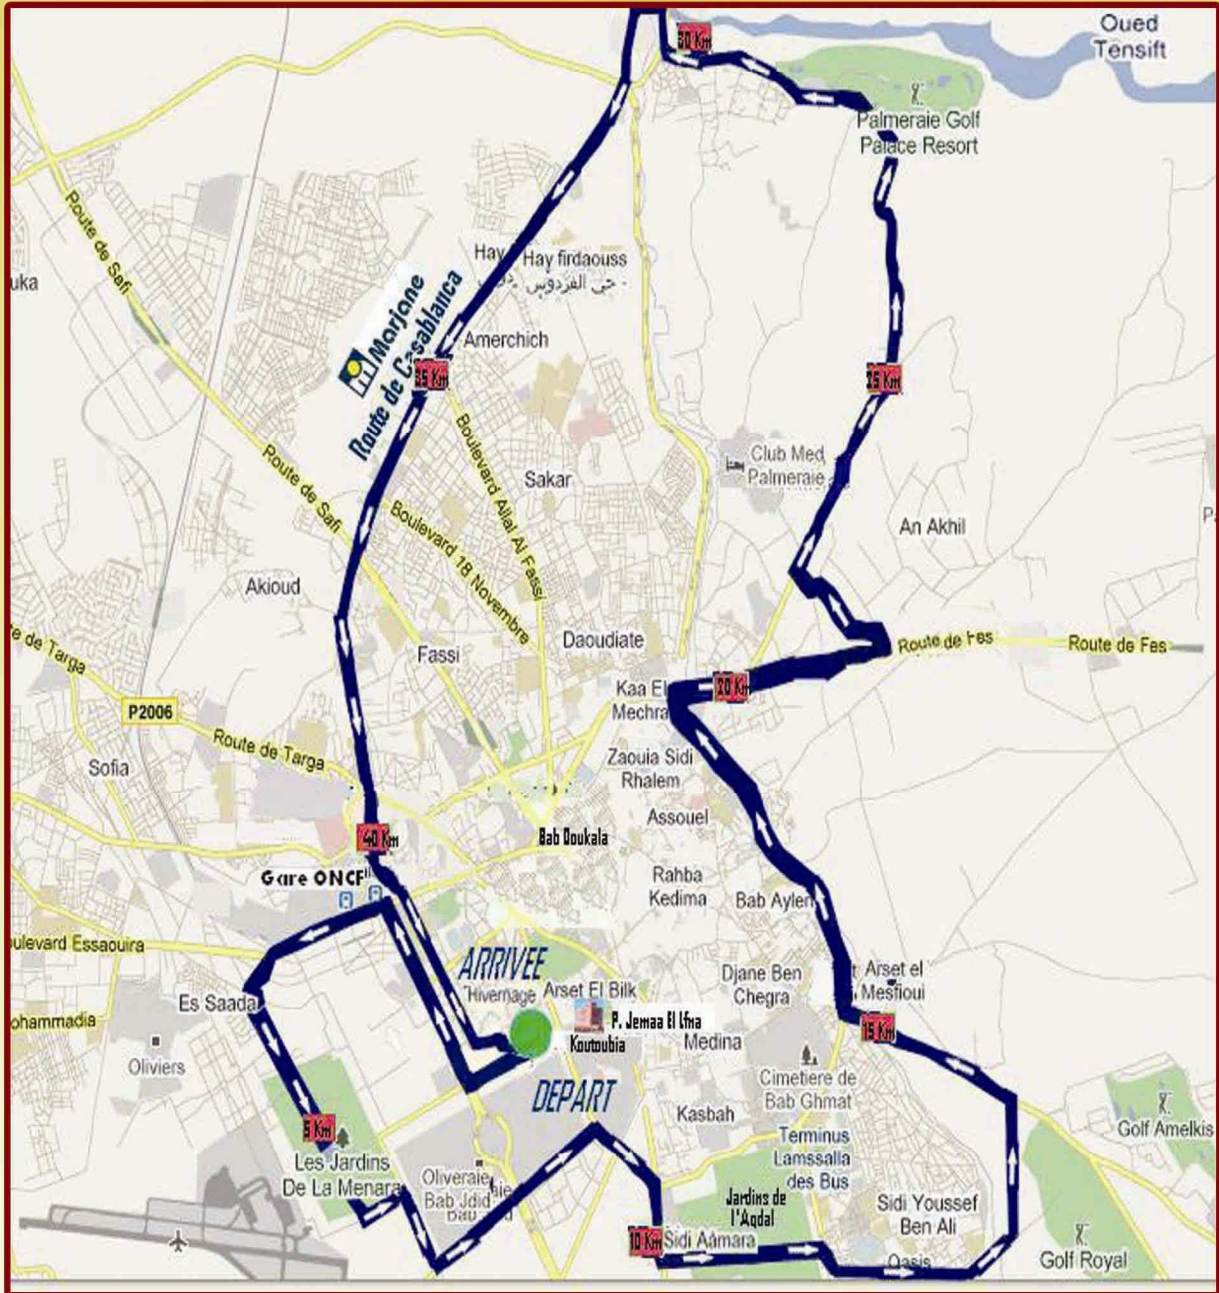 30 Km
Oued
Tensift
Palmeraie Golf
Palace Resort
Route de Safi
Hay
Hay firdaouss
حي الفردوس
uka
Marjane
Route de Casablanca
Amerchich
35 Km
25 Km
Boulevard Allal Al Fassi
Club Med
Palmeraie
Sakar
Route de Safi
Boulevard 18 Novembre
An Akhil
Akioud
te de Targa
Daoudiate
Fassi
Route de Fes
Route de Fes
Kaa El
Mechra
20 Km
P2006
Route de Targa
Zaouia Sidi
Rhalem
Sofia
Assouel
40 Km
Bab Doukala
Gare ONCF
Rahba
Kedima
Bab Aylen
oulevard Essaouira
ARRIVEE
Hivernage
Arset El Bilk
Djane Ben
Chegra
Arset el
Mesfioui
Es Saada
P. Jemaa El Lfna
Koutoubia
15 Km
ohammadia
Medina
Oliviers
Cimetiere de
Bab Ghmat
DEPART
Kasbah
Golf Amelkis
5 Km
Terminus
Lamssalla
des Bus
Les Jardins
De La Menara
Oliveraie
Bab Jdid
Jardins de
l'Aqdal
Sidi Youssef
Ben Ali
10 Km
Sidi Aâmara
Oasis
Golf Royal